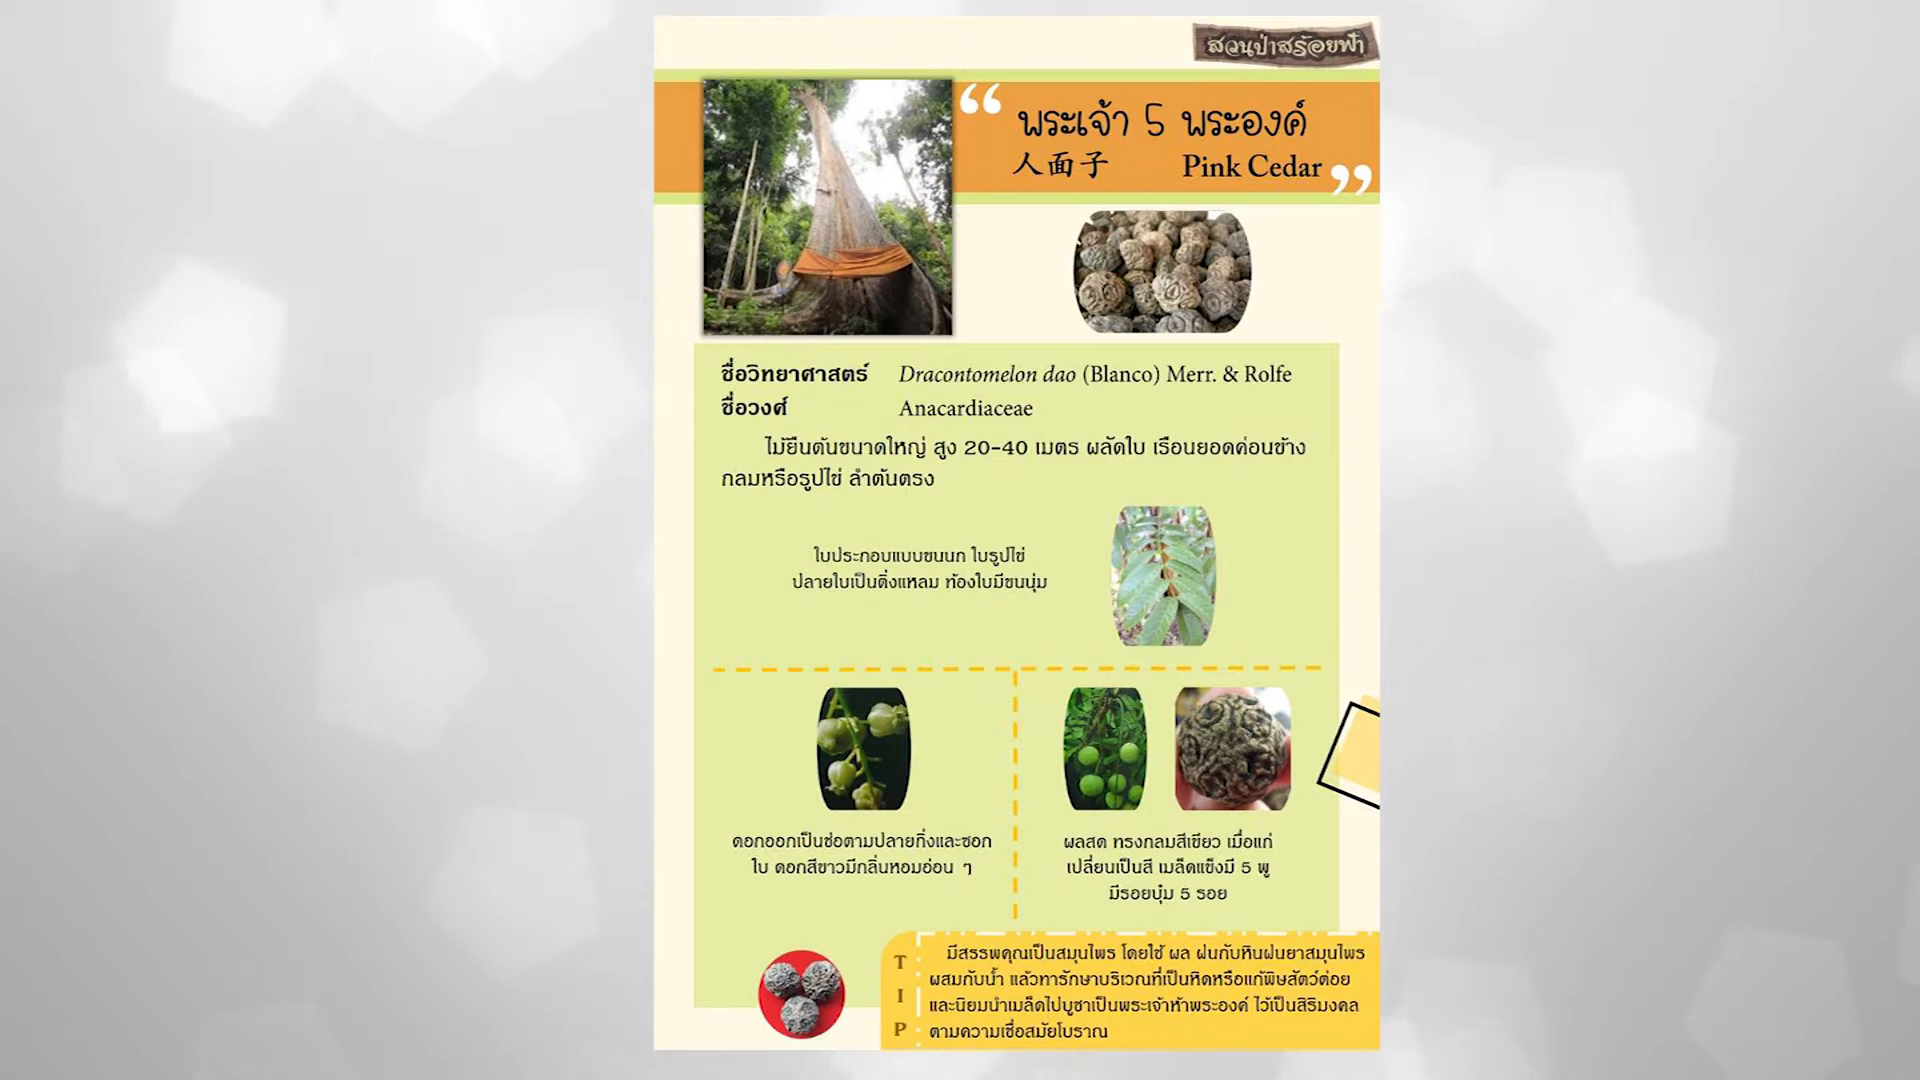 สวนป่าสร้อยฟ้า
“ พระเจ้า 5 พระองค์
人面子 Pink Cedar ”
ชื่อวิทยาศาสตร์ Dracontomelon dao (Blanco) Merr. & Rolfe
ชื่อวงศ์ Anacardiaceae
ไม้ยืนต้นขนาดใหญ่ สูง 20-40 เมตร ผลัดใบ เรือนยอดค่อนข้าง
กลมหรือรูปไข่ ลำต้นตรง
ใบประกอบแบบขนนก ใบรูปไข่
ปลายใบเป็นติ่งแหลม ท้องใบมีขนนุ่ม
ดอกออกเป็นช่อตามปลายกิ่งและซอก
ใบ ดอกสีขาวมีกลิ่นหอมอ่อน ๆ
ผลสด ทรงกลมสีเขียว เมื่อแก่
เปลี่ยนเป็นสี เมล็ดแข็งมี 5 พู
มีรอยบุ๋ม 5 รอย
TIP
มีสรรพคุณเป็นสมุนไพร โดยใช้ ผล ฝนกับหินฝนยาสมุนไพร
ผสมกับน้ำ แล้วทารักษาบริเวณที่เป็นหิดหรือแก้พิษสัตว์ต่อย
และนิยมนำเมล็ดไปบูชาเป็นพระเจ้าห้าพระองค์ ไว้เป็นสิริมงคล
ตามความเชื่อสมัยโบราณ